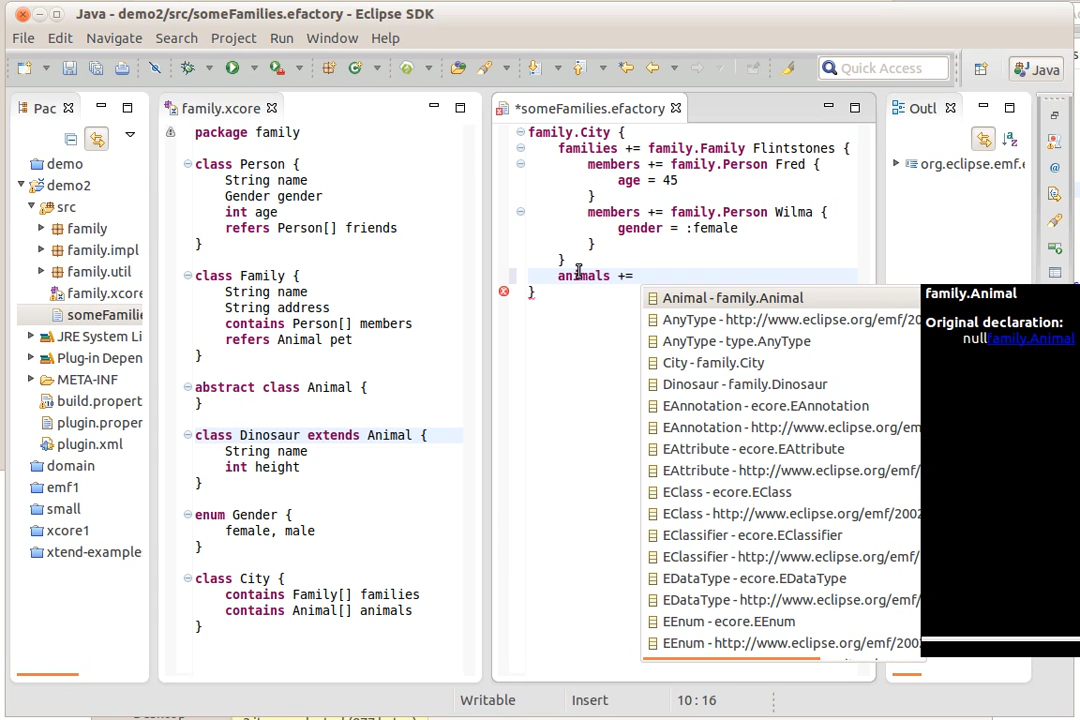 Java - demo2/src/someFamilies.efactory - Eclipse SDK
File Edit Navigate Search Project Run Window Help
Quick Access
Java
Pac
demo
demo2
src
family
family.impl
family.util
family.xcore
someFamilie
JRE System Li
Plug-in Depen
META-INF
build.propert
plugin.proper
plugin.xml
domain
emf1
small
xcore1
xtend-example
family.xcore
package family
class Person {
String name
Gender gender
int age
refers Person[] friends
}
class Family {
String name
String address
contains Person[] members
refers Animal pet
}
abstract class Animal {
}
class Dinosaur extends Animal {
String name
int height
}
enum Gender {
female, male
}
class City {
contains Family[] families
contains Animal[] animals
}
*someFamilies.efactory
family.City {
families += family.Family Flintstones {
members += family.Person Fred {
age = 45
}
members += family.Person Wilma {
gender = :female
}
}
animals +=
}
Animal - family.Animal
AnyType - http://www.eclipse.org/emf/20
AnyType - type.AnyType
City - family.City
Dinosaur - family.Dinosaur
EAnnotation - ecore.EAnnotation
EAnnotation - http://www.eclipse.org/em
EAttribute - ecore.EAttribute
EAttribute - http://www.eclipse.org/emf/
EClass - ecore.EClass
EClass - http://www.eclipse.org/emf/2002
EClassifier - ecore.EClassifier
EClassifier - http://www.eclipse.org/emf/
EDataType - ecore.EDataType
EDataType - http://www.eclipse.org/emf/
EEnum - ecore.EEnum
EEnum - http://www.eclipse.org/emf/2002
family.Animal
Original declaration:
nullfamily.Animal
Outl
org.eclipse.emf.e
Writable Insert 10:16